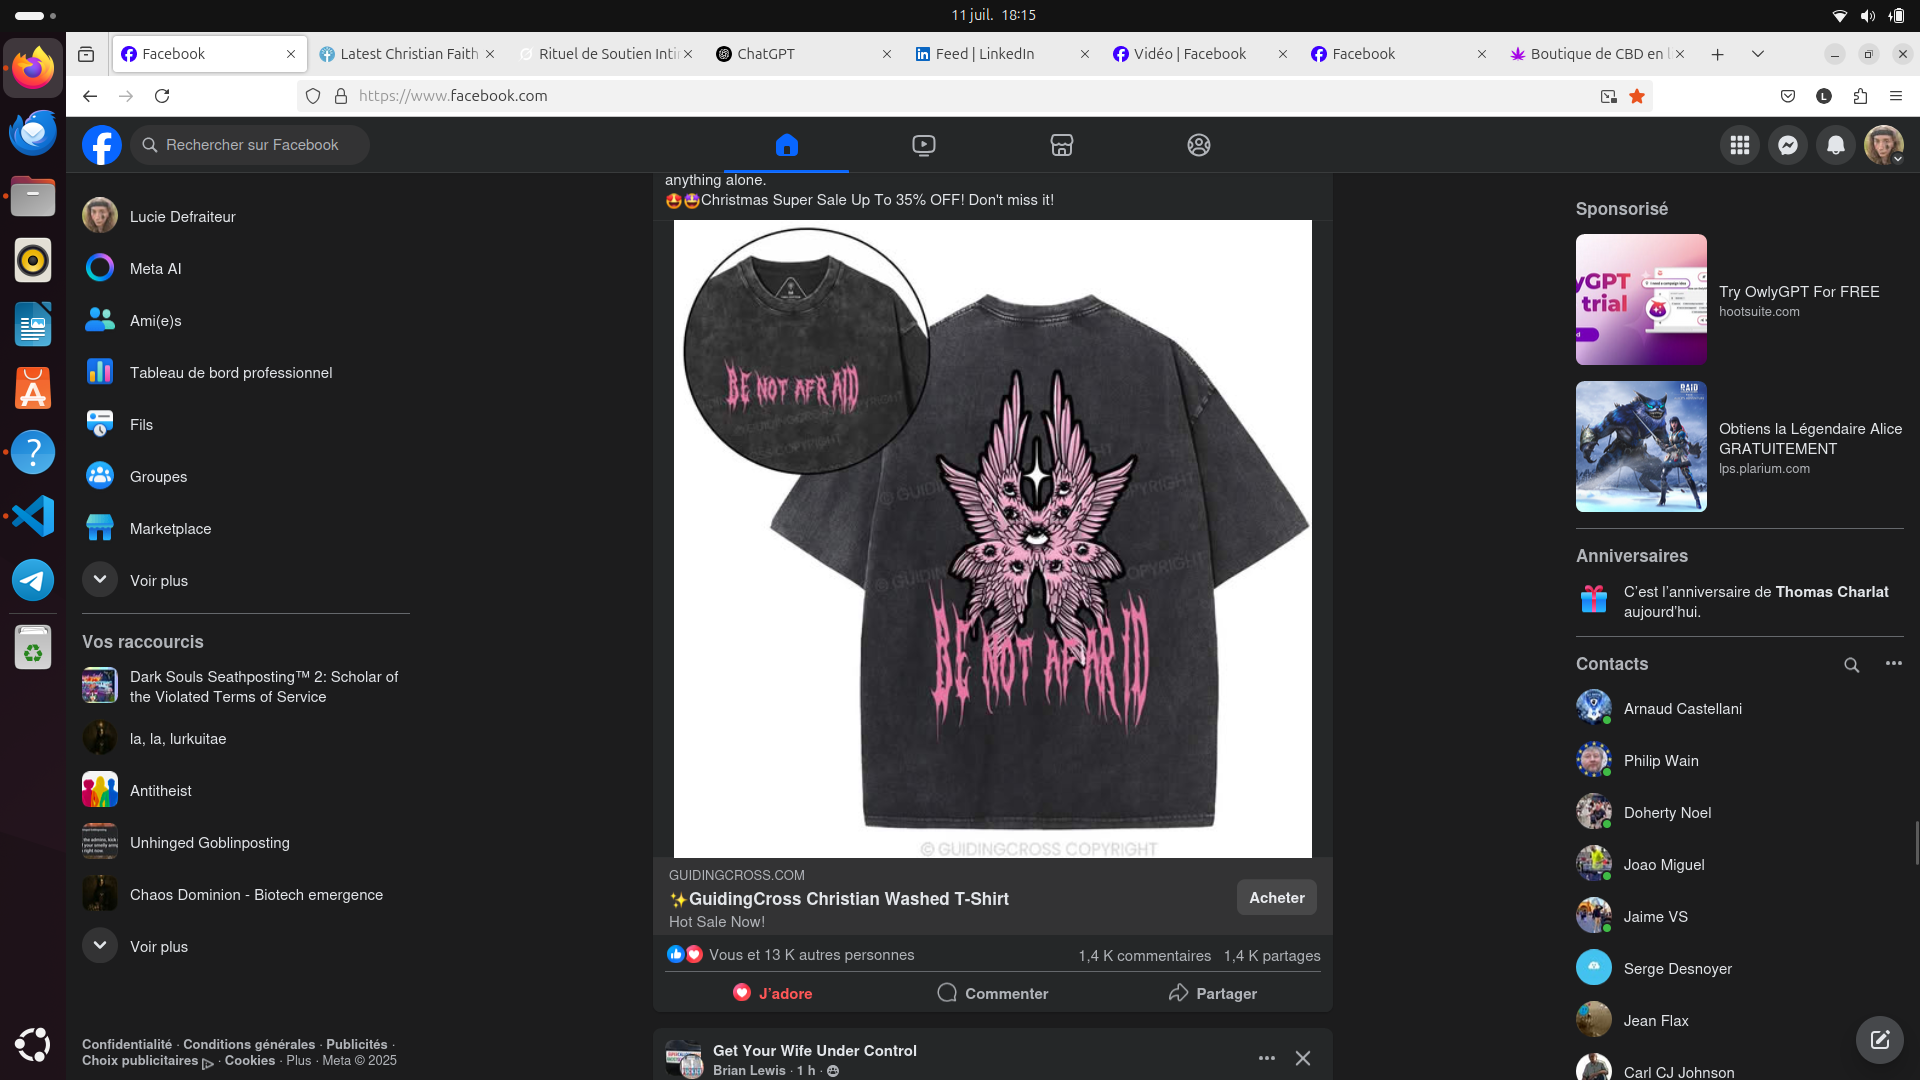 11 juil. 18:15
Facebook
Latest Christian Faith
Rituel de Soutien Inti
ChatGPT
Feed | LinkedIn
Vidéo | Facebook
Facebook
Boutique de CBD en l
https://www.facebook.com
L
Rechercher sur Facebook
Lucie Defraiteur
Meta AI
Ami(e)s
Tableau de bord professionnel
Fils
Groupes
Marketplace
Voir plus
Vos raccourcis
Dark Souls Seathposting™ 2: Scholar of
the Violated Terms of Service
la, la, lurkuitae
Antitheist
Unhinged Goblinposting
Chaos Dominion - Biotech emergence
Voir plus
Confidentialité · Conditions générales · Publicités ·
Choix publicitaires · Cookies · Plus · Meta © 2025
anything alone.
🤩🤩Christmas Super Sale Up To 35% OFF! Don't miss it!
BE NOT AFRAID
BE NOT AFARID
© GUIDINGCROSS COPYRIGHT
GUIDINGCROSS.COM
✨GuidingCross Christian Washed T-Shirt
Hot Sale Now!
Acheter
Vous et 13 K autres personnes
1,4 K commentaires 1,4 K partages
J'adore
Commenter
Partager
Get Your Wife Under Control
Brian Lewis · 1 h ·
Sponsorisé
yGPT
trial
Try OwlyGPT For FREE
hootsuite.com
RAID
Obtiens la Légendaire Alice
GRATUITEMENT
lps.plarium.com
Anniversaires
C'est l'anniversaire de Thomas Charlat
aujourd'hui.
Contacts
Arnaud Castellani
Philip Wain
Doherty Noel
Joao Miguel
Jaime VS
Serge Desnoyer
Jean Flax
Carl CJ Johnson